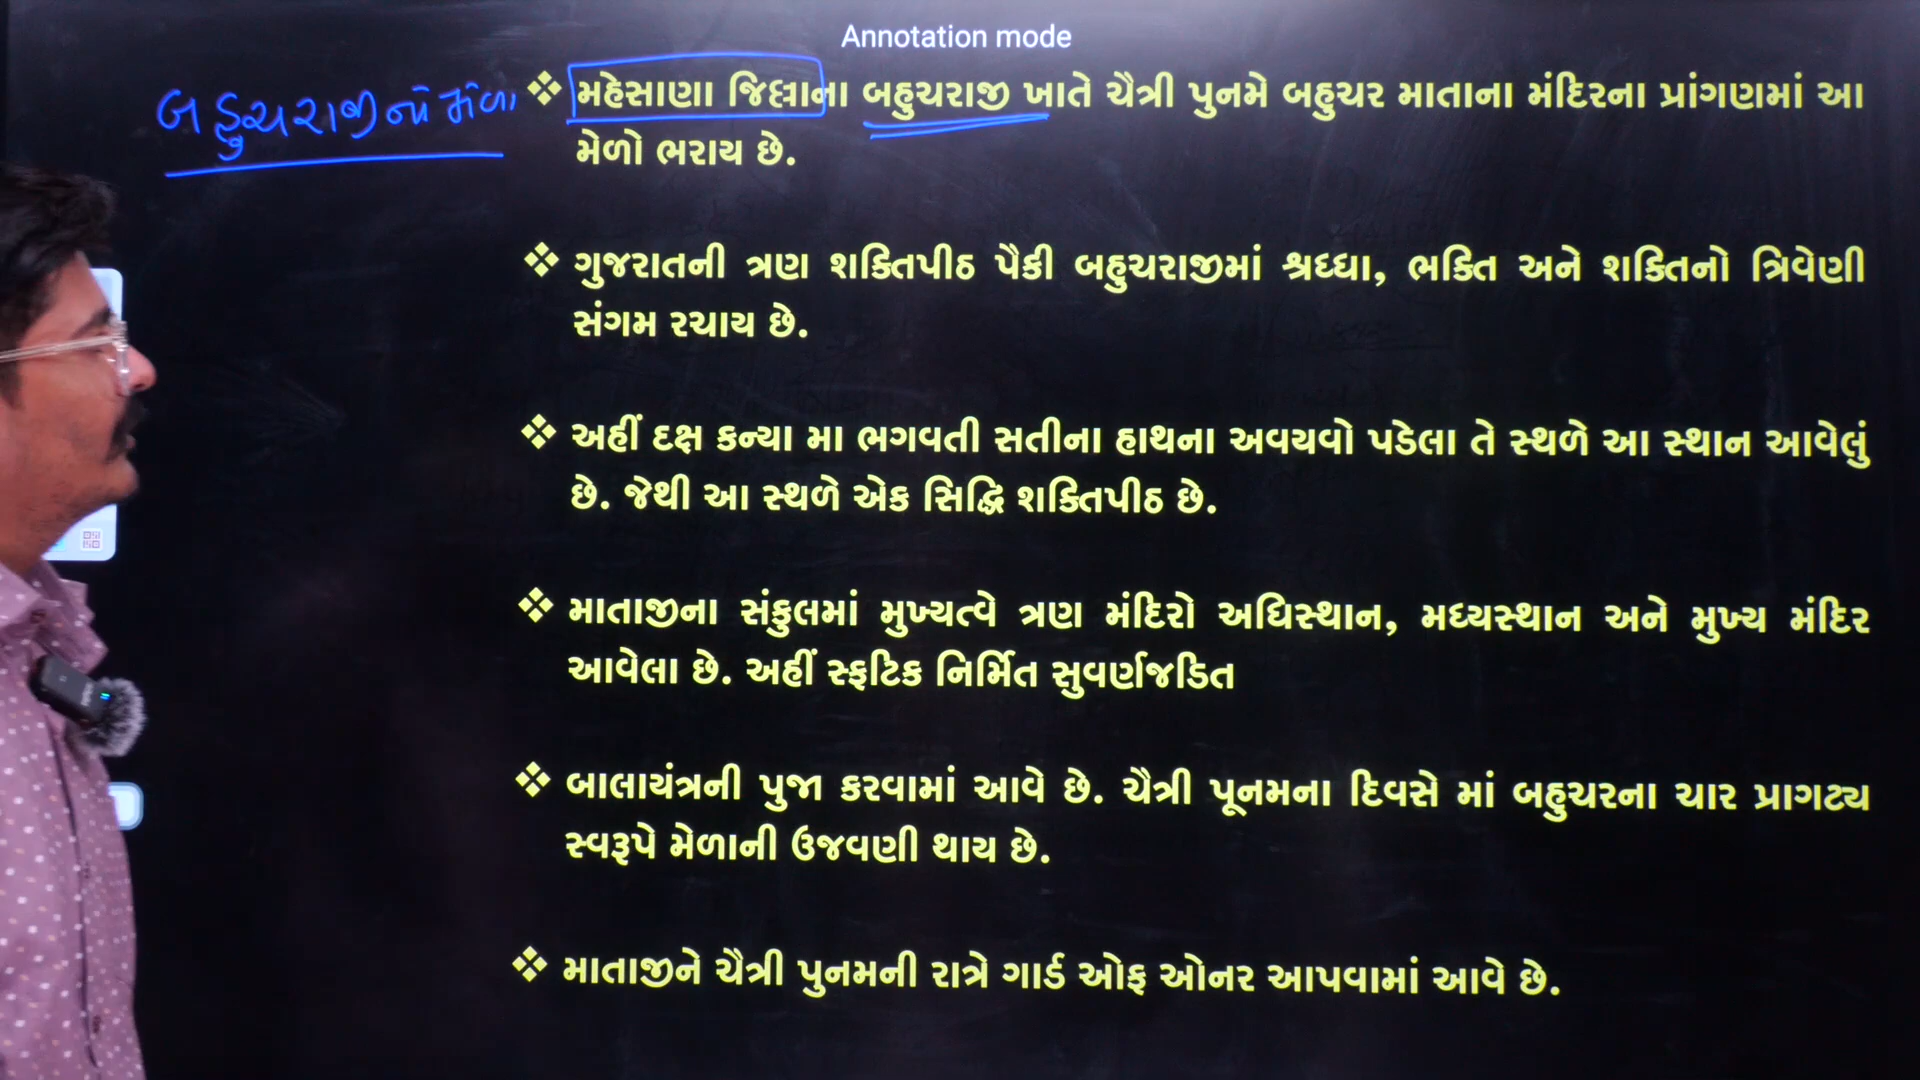 Annotation mode
બહુચરાજીનો મેળો
❖ મહેસાણા જિલ્લાના બહુચરાજી ખાતે ચૈત્રી પુનમે બહુચર માતાના મંદિરના પ્રાંગણમાં આ
મેળો ભરાય છે.
❖ ગુજરાતની ત્રણ શક્તિપીઠ પૈકી બહુચરાજીમાં શ્રધ્ધા, ભક્તિ અને શક્તિનો ત્રિવેણી
સંગમ રચાય છે.
❖ અહીં દક્ષ કન્યા મા ભગવતી સતીના હાથના અવયવો પડેલા તે સ્થળે આ સ્થાન આવેલું
છે. જેથી આ સ્થળે એક સિદ્ધિ શક્તિપીઠ છે.
❖ માતાજીના સંકુલમાં મુખ્યત્વે ત્રણ મંદિરો અધિસ્થાન, મધ્યસ્થાન અને મુખ્ય મંદિર
આવેલા છે. અહીં સ્ફટિક નિર્મિત સુવર્ણજડિત
❖ બાલાયંત્રની પુજા કરવામાં આવે છે. ચૈત્રી પૂનમના દિવસે માં બહુચરના ચાર પ્રાગટ્ય
સ્વરૂપે મેળાની ઉજવણી થાય છે.
❖ માતાજીને ચૈત્રી પુનમની રાત્રે ગાર્ડ ઓફ ઓનર આપવામાં આવે છે.